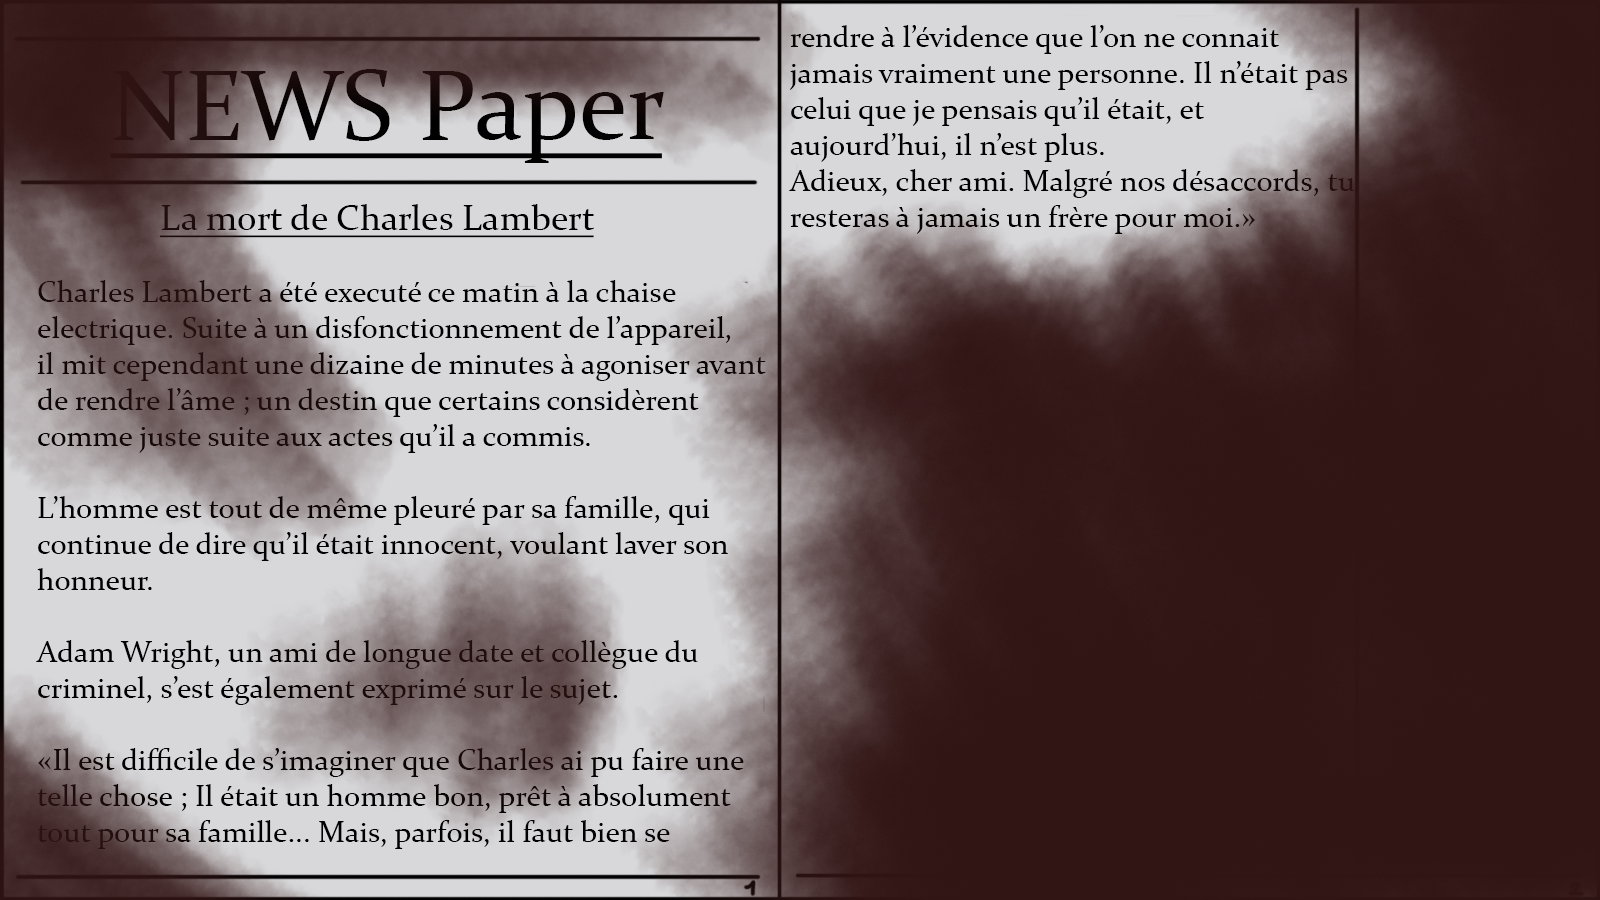 NEWS Paper
La mort de Charles Lambert
Charles Lambert a été executé ce matin à la chaise
electrique. Suite à un disfonctionnement de l’appareil,
il mit cependant une dizaine de minutes à agoniser avant
de rendre l’âme ; un destin que certains considèrent
comme juste suite aux actes qu’il a commis.
L’homme est tout de même pleuré par sa famille, qui
continue de dire qu’il était innocent, voulant laver son
honneur.
Adam Wright, un ami de longue date et collègue du
criminel, s’est également exprimé sur le sujet.
«Il est difficile de s’imaginer que Charles ai pu faire une
telle chose ; Il était un homme bon, prêt à absolument
tout pour sa famille... Mais, parfois, il faut bien se
1
rendre à l’évidence que l’on ne connait
jamais vraiment une personne. Il n’était pas
celui que je pensais qu’il était, et
aujourd’hui, il n’est plus.
Adieux, cher ami. Malgré nos désaccords, tu
resteras à jamais un frère pour moi.»